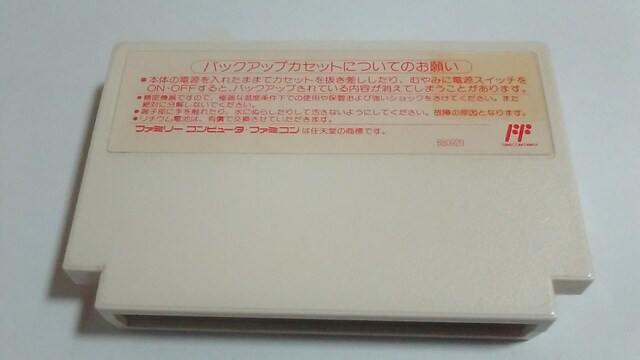 バックアップカセットについてのお願い
●本体の電源を入れたままでカセットを抜き差ししたり、むやみに電源スイッチを
ON・OFFすると、バックアップされている内容が消えてしまうことがあります。
●精密機器ですので、極端な温度条件下での使用や保管および強いショックをさけてください。また
絶対に分解しないでください。
●端子部に手を触れたり、水にぬらしたりして汚さないようにしてください。故障の原因となります。
●リチウム電池は、有償で交換させていただきます。
ファミリー コンピュータ・ファミコンは任天堂の商標です。